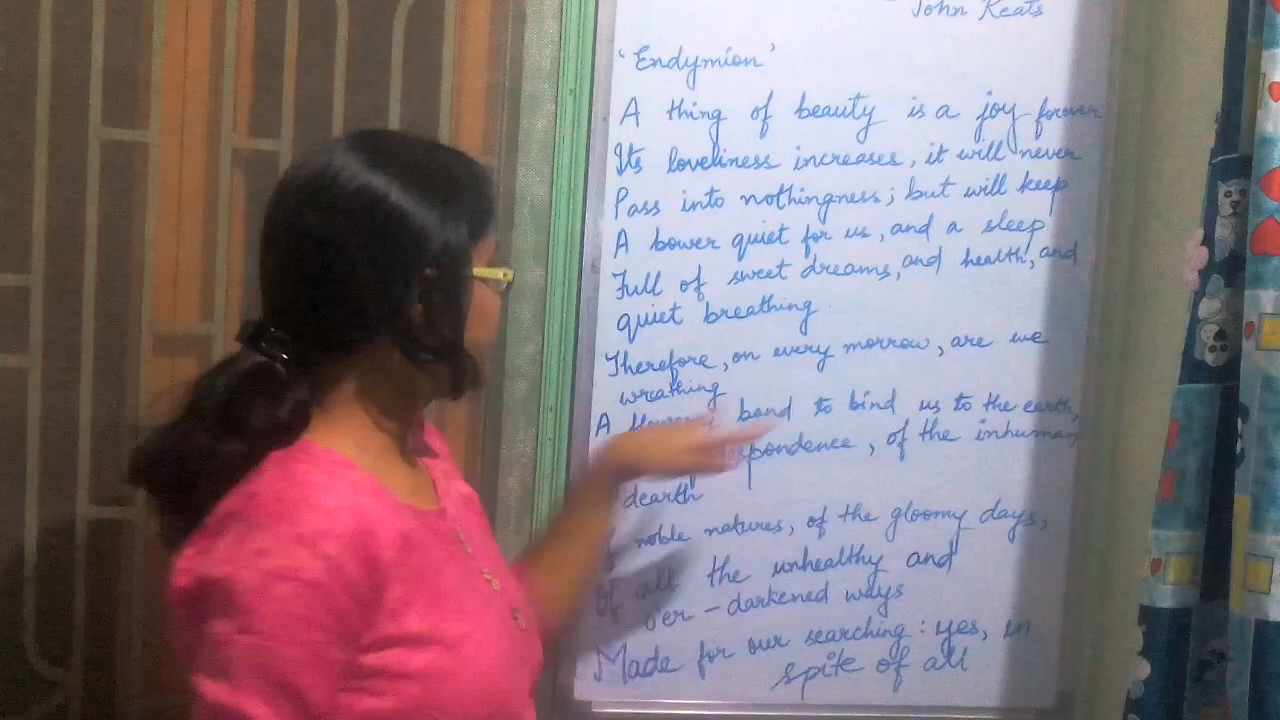 John Keats
'Endymion'
A thing of beauty is a joy forever
Its loveliness increases, it will never
Pass into nothingness; but will keep
A bower quiet for us, and a sleep
Full of sweet dreams, and health, and
quiet breathing.
Therefore, on every morrow, are we
wreathing
A band to bind us to the earth,
of the inhuman
dearth
noble natures, of the gloomy days,
Of all the unhealthy and
over-darkened ways
Made for our searching: yes, in
spite of all